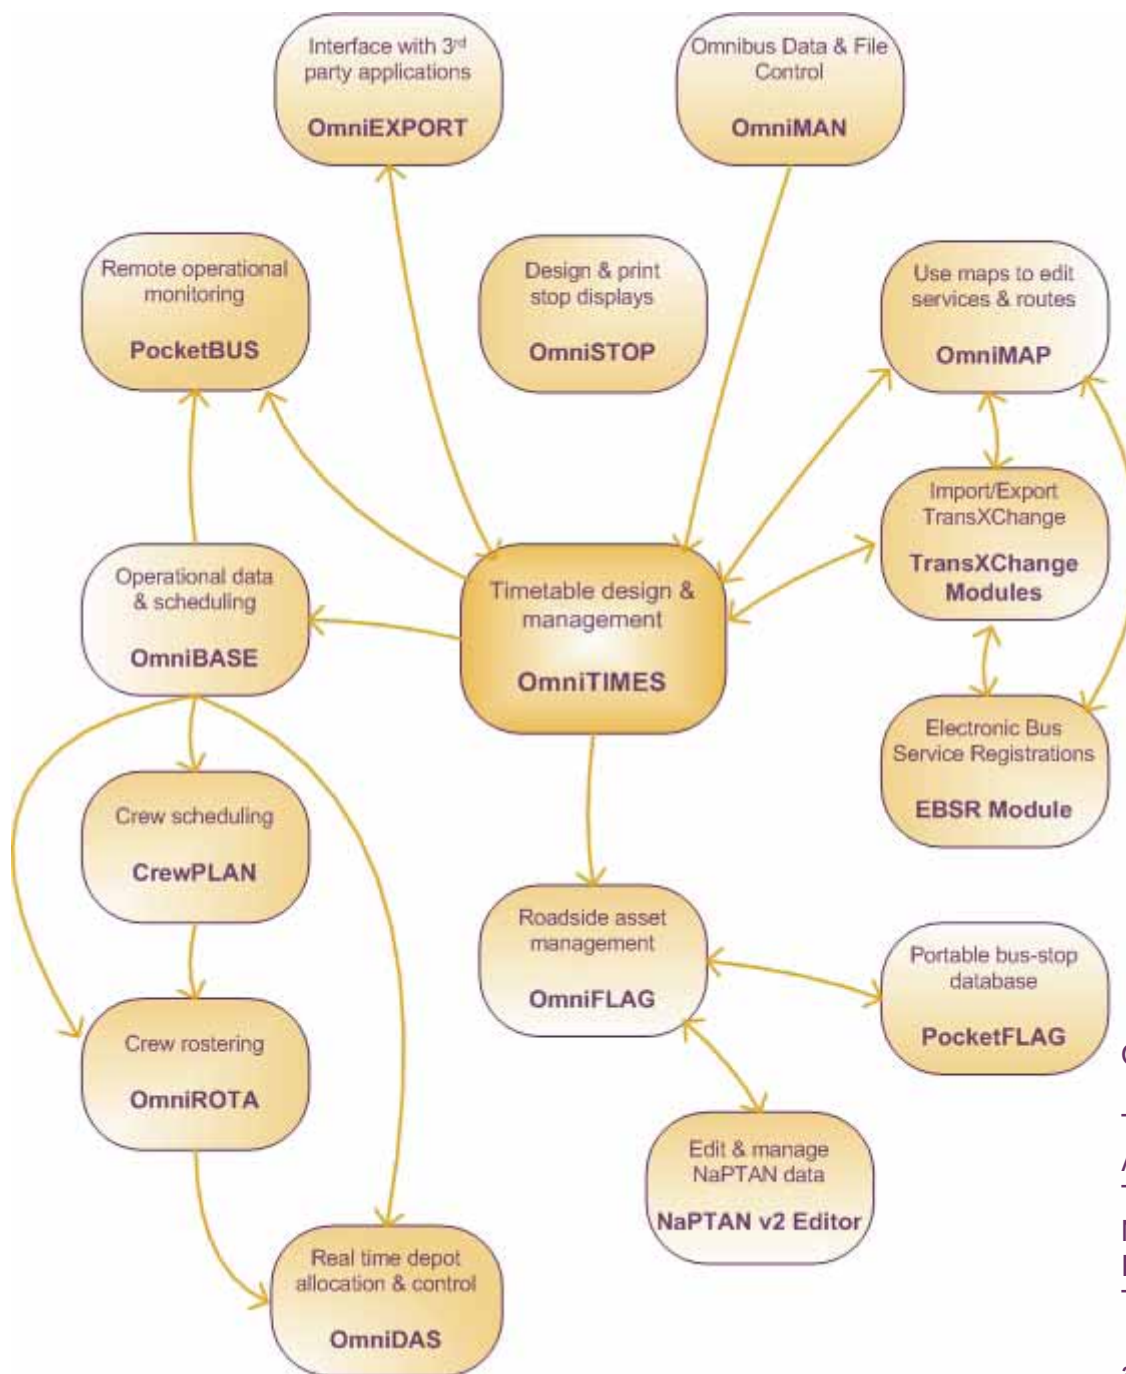 Interface with 3rd
party applications
OmniEXPORT
Omnibus Data & File
Control
OmniMAN
Remote operational
monitoring
PocketBUS
Design & print
stop displays
OmniSTOP
Use maps to edit
services & routes
OmniMAP
Import/Export
TransXChange
TransXChange
Modules
Operational data
& scheduling
OmniBASE
Timetable design &
management
OmniTIMES
Electronic Bus
Service Registrations
EBSR Module
Crew scheduling
CrewPLAN
Roadside asset
management
OmniFLAG
Portable bus-stop
database
PocketFLAG
Crew rostering
OmniROTA
Edit & manage
NaPTAN data
NaPTAN v2 Editor
Real time depot
allocation & control
OmniDAS